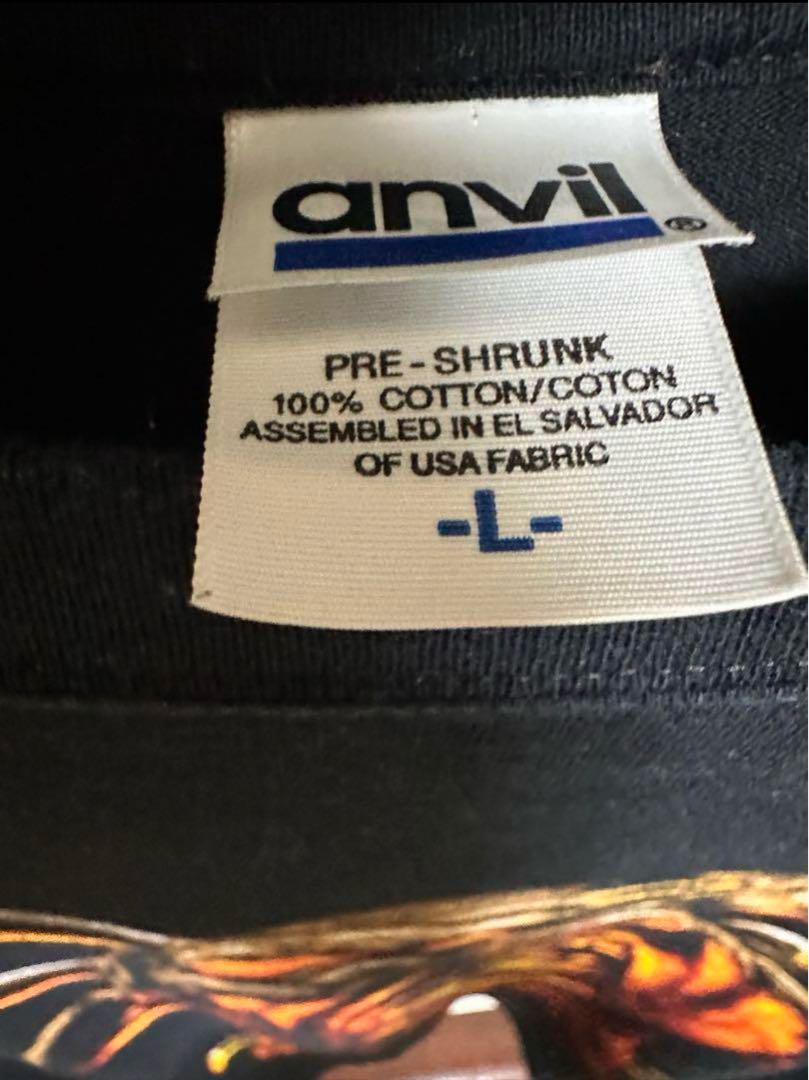 anvil®
PRE-SHRUNK
100% COTTON/COTON
ASSEMBLED IN EL SALVADOR
OF USA FABRIC
-L-